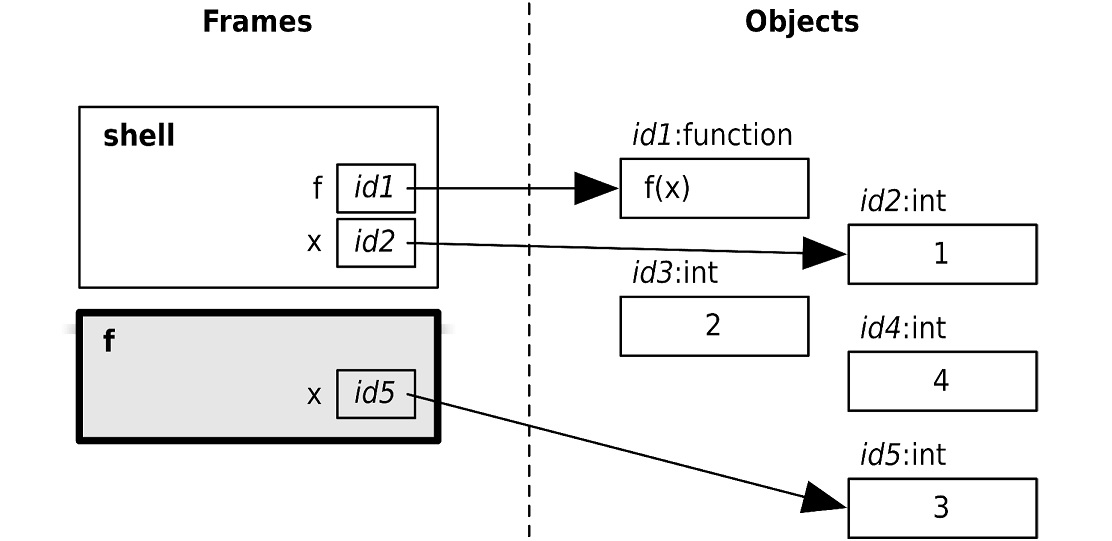 Frames
Objects
shell
f id1
x id2
f
x id5
id1:function
f(x)
id2:int
1
id3:int
2
id4:int
4
id5:int
3